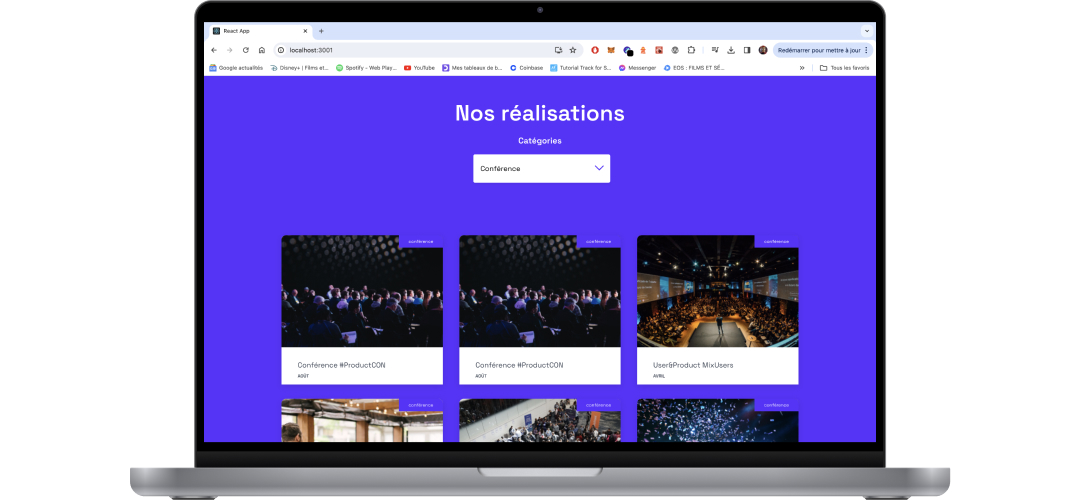 React App
localhost:3001
Redémarrer pour mettre à jour
Google actualités
Disney+ | Films et...
Spotify - Web Play...
YouTube
Mes tableaux de b...
Coinbase
Tutorial Track for S...
Messenger
EOS : FILMS ET SÉ...
Tous les favoris
Nos réalisations
Catégories
Conférence
conférence
conférence
conférence
Conférence #ProductCON
AOÛT
Conférence #ProductCON
AOÛT
User&Product MixUsers
AVRIL
conférence
conférence
conférence